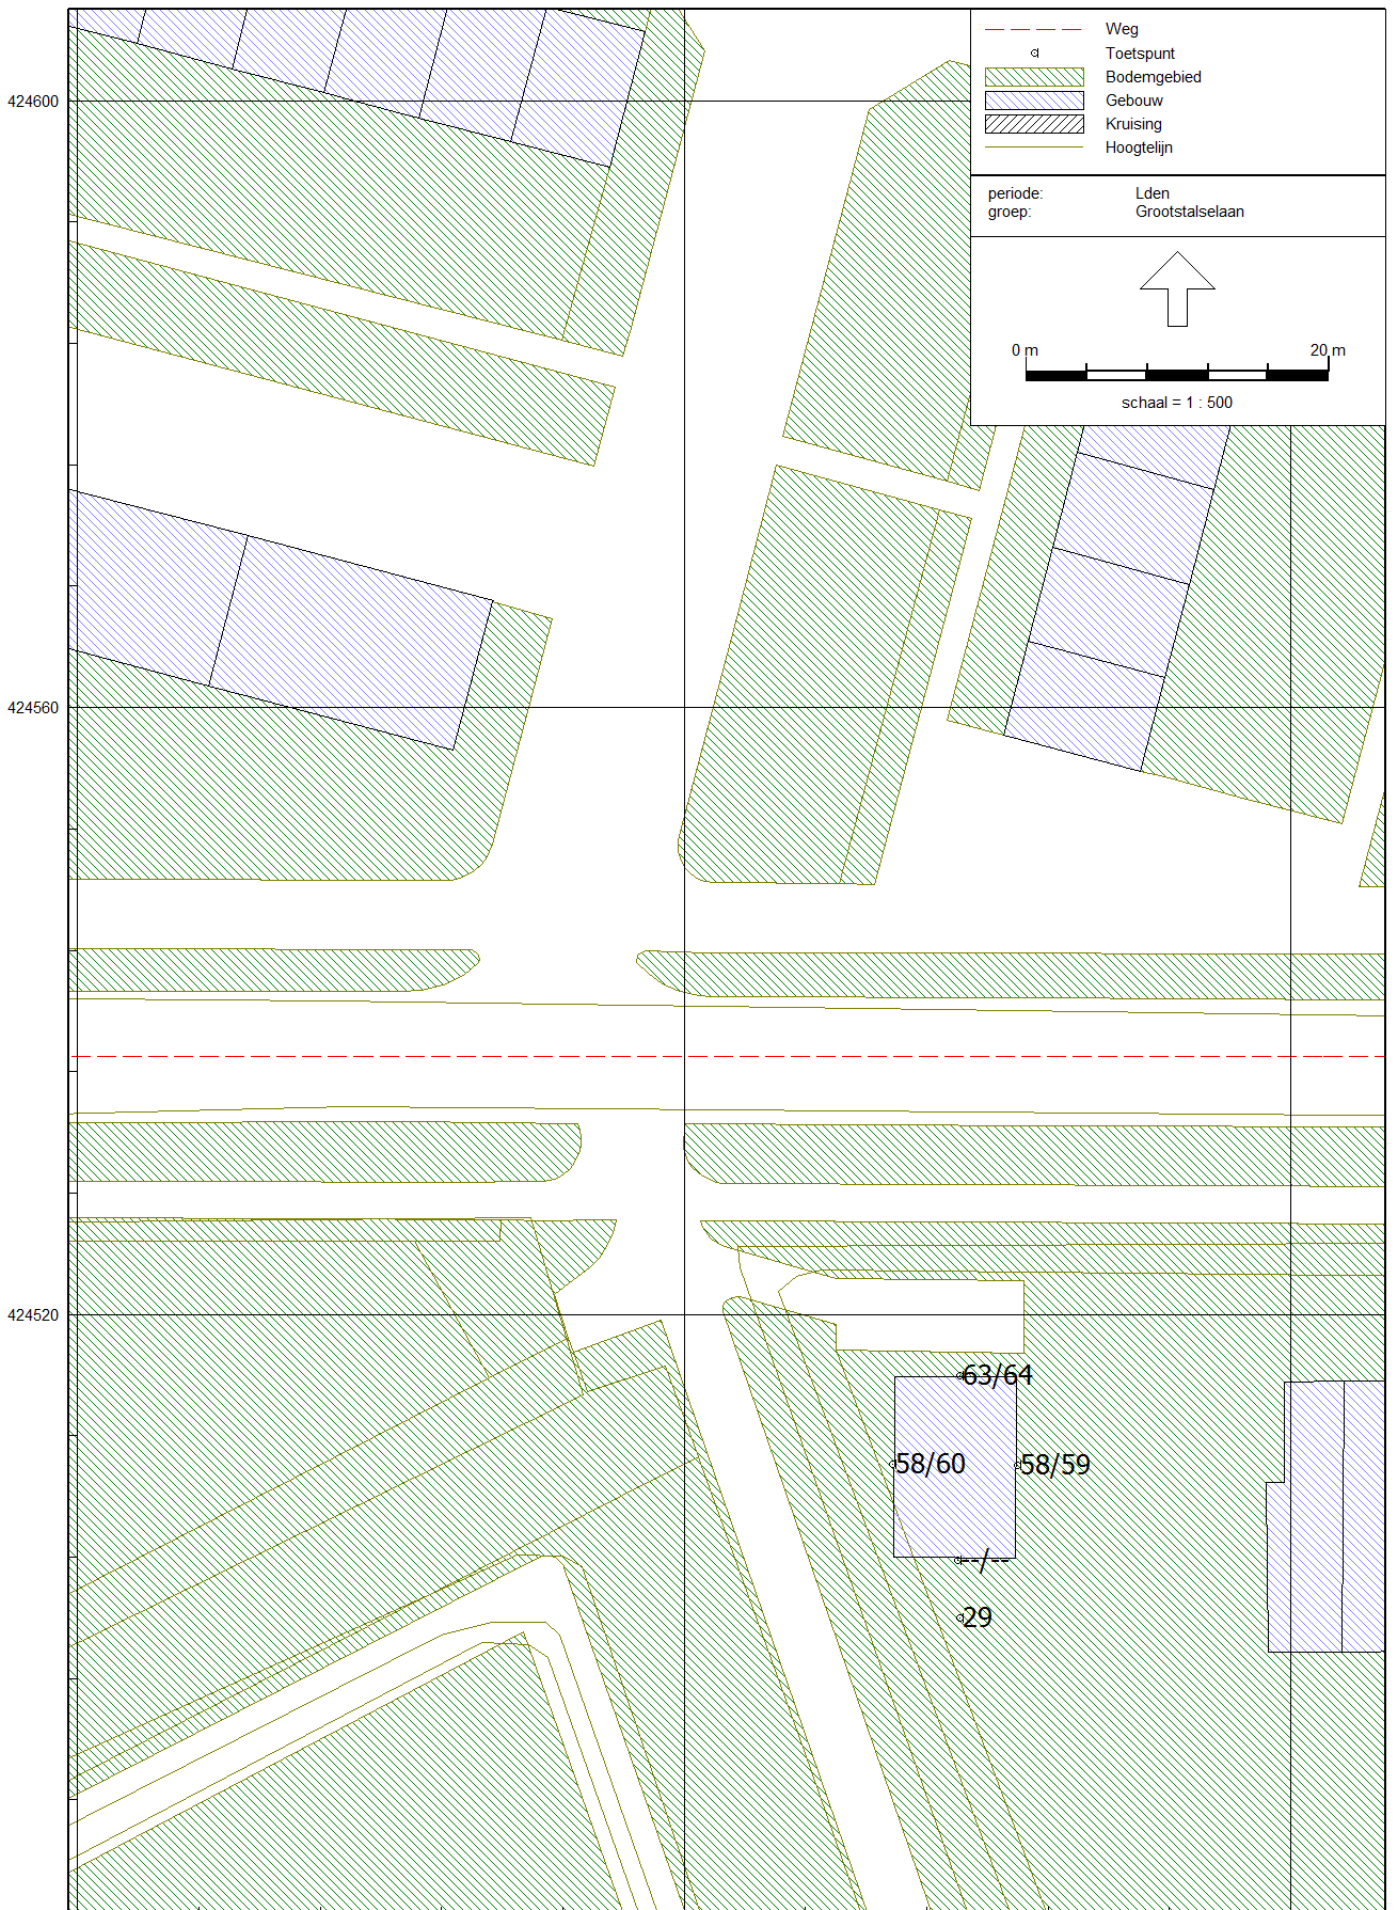 Weg
Toetspunt
Bodemgebied
Gebouw
Kruising
Hoogtelijn
periode: Lden
groep: Grootstalselaan
0 m 20 m
schaal = 1 : 500
424600
424560
424520
63/64
58/60 58/59
--/--
29